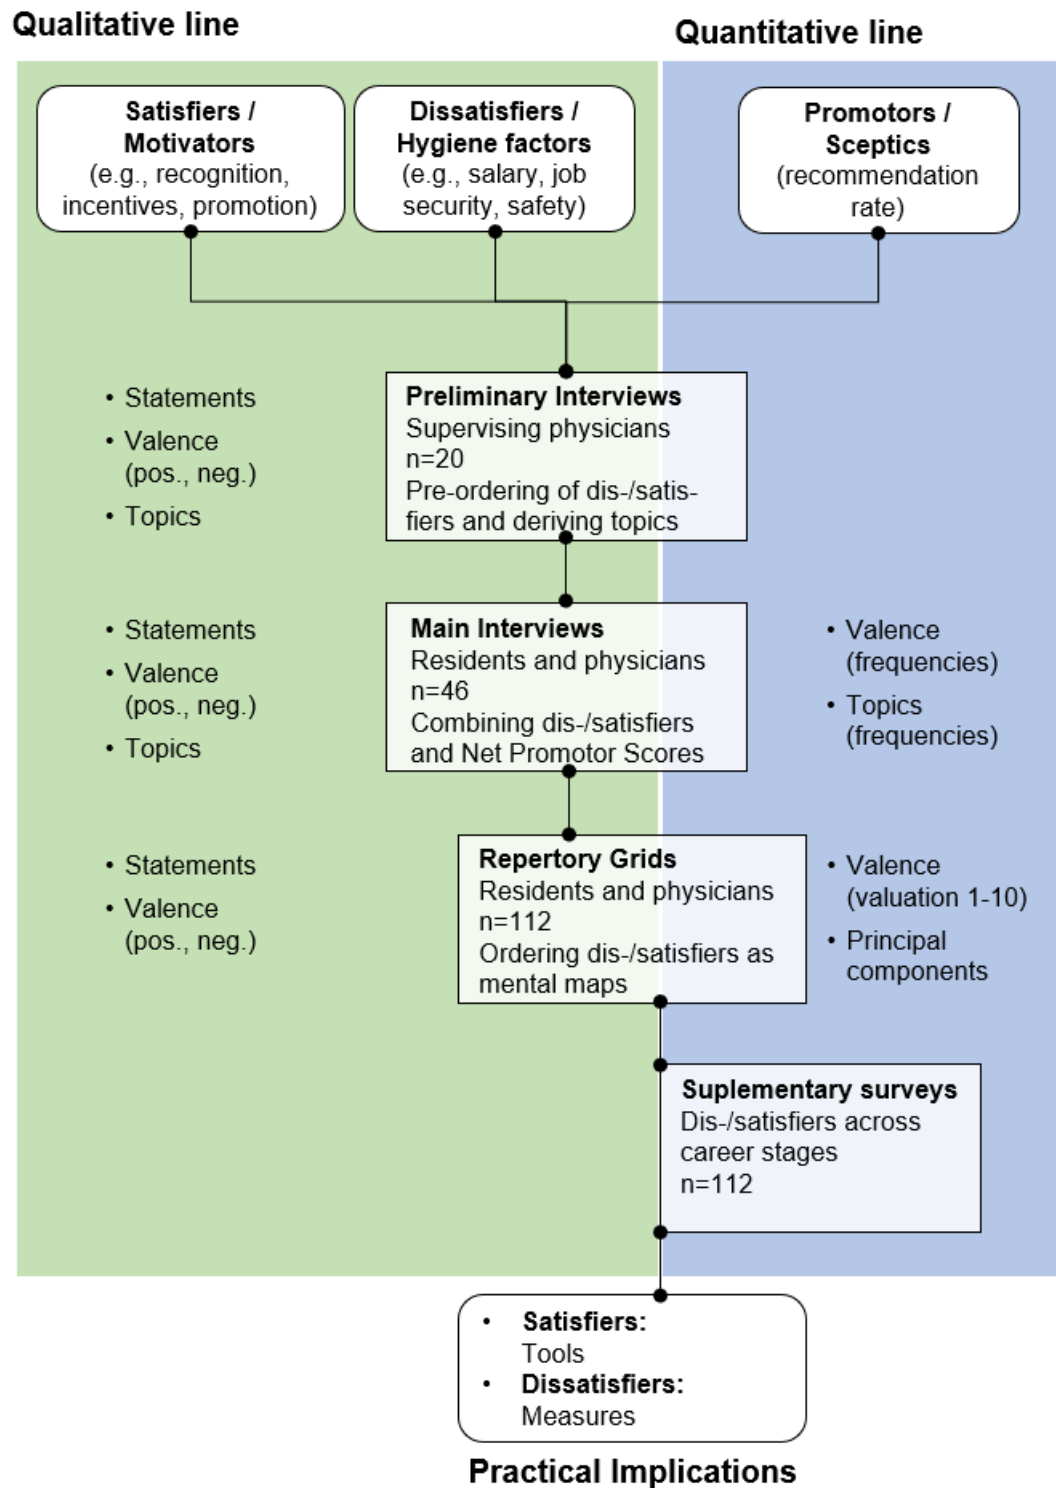 Qualitative line
Quantitative line
Satisfiers /
Motivators
(e.g., recognition,
incentives, promotion)
Dissatisfiers /
Hygiene factors
(e.g., salary, job
security, safety)
Promotors /
Sceptics
(recommendation
rate)
• Statements
• Valence
(pos., neg.)
• Topics
Preliminary Interviews
Supervising physicians
n=20
Pre-ordering of dis-/satis-
fiers and deriving topics
• Statements
• Valence
(pos., neg.)
• Topics
Main Interviews
Residents and physicians
n=46
Combining dis-/satisfiers
and Net Promotor Scores
• Valence
(frequencies)
• Topics
(frequencies)
• Statements
• Valence
(pos., neg.)
Repertory Grids
Residents and physicians
n=112
Ordering dis-/satisfiers as
mental maps
• Valence
(valuation 1-10)
• Principal
components
Suplementary surveys
Dis-/satisfiers across
career stages
n=112
• Satisfiers:
Tools
• Dissatisfiers:
Measures
Practical Implications